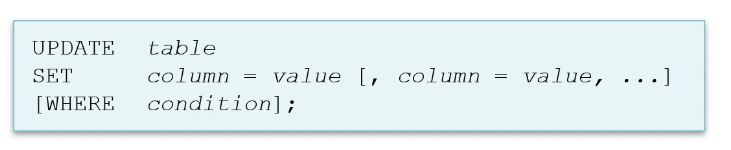 UPDATE table
SET column = value [, column = value, ...]
[WHERE condition];